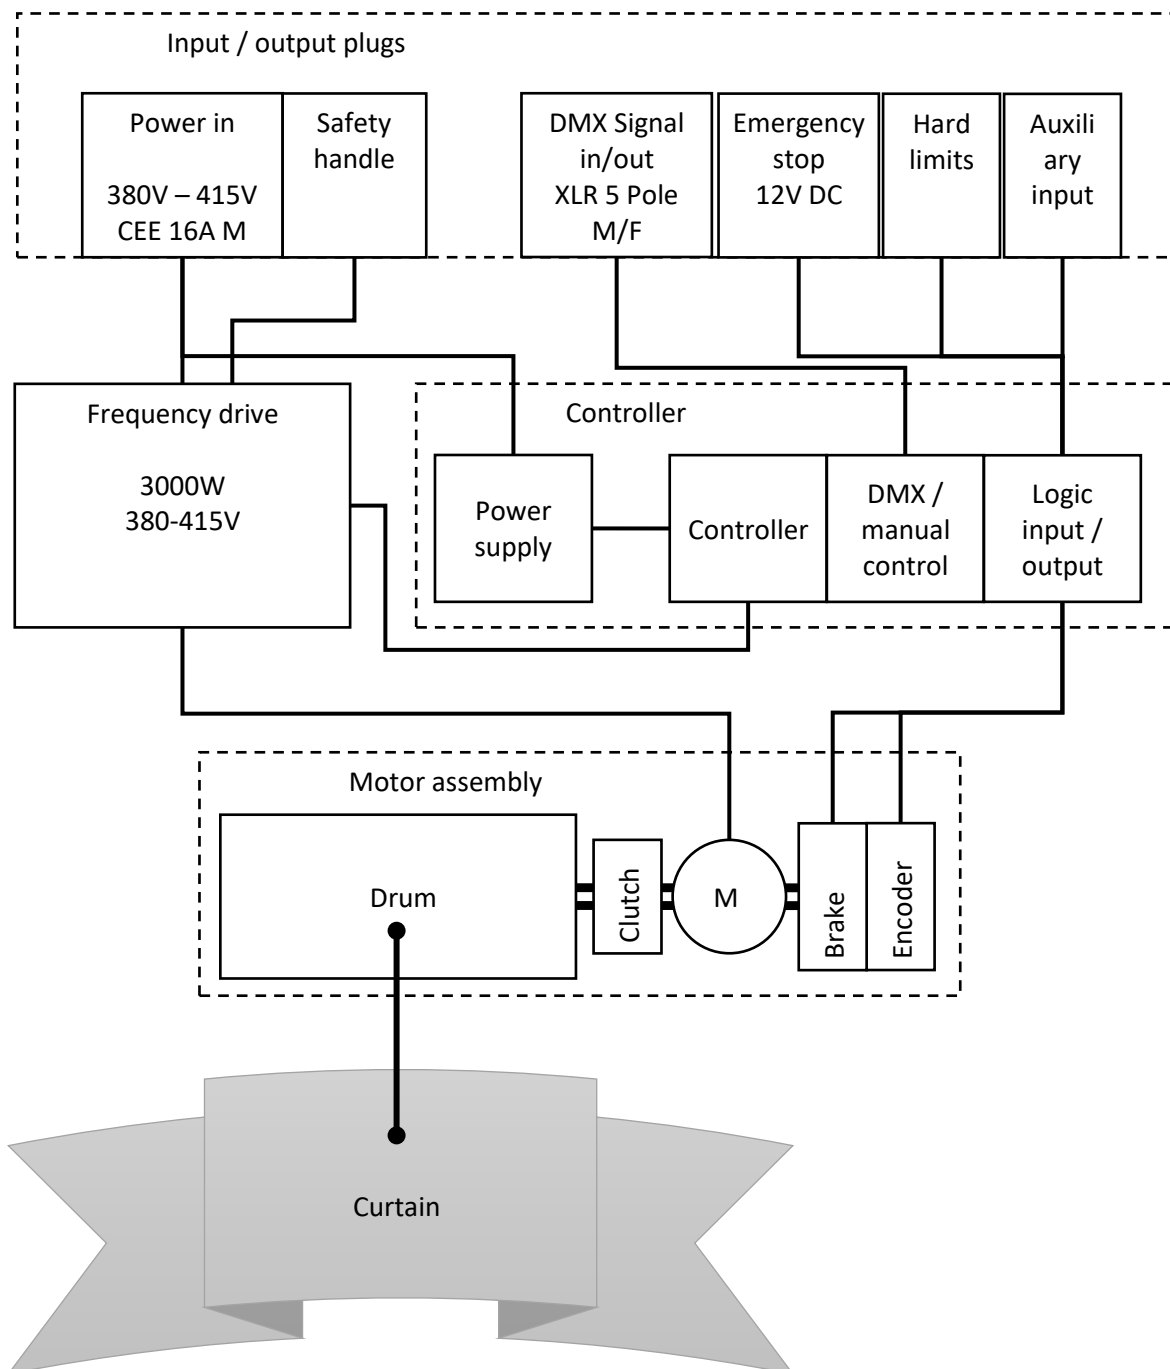 Input / output plugs
Power in
380V – 415V
CEE 16A M
Safety
handle
DMX Signal
in/out
XLR 5 Pole
M/F
Emergency
stop
12V DC
Hard
limits
Auxili
ary
input
Frequency drive
3000W
380-415V
Controller
Power
supply
Controller
DMX /
manual
control
Logic
input /
output
Motor assembly
Drum
Clutch
M
Brake
Encoder
Curtain